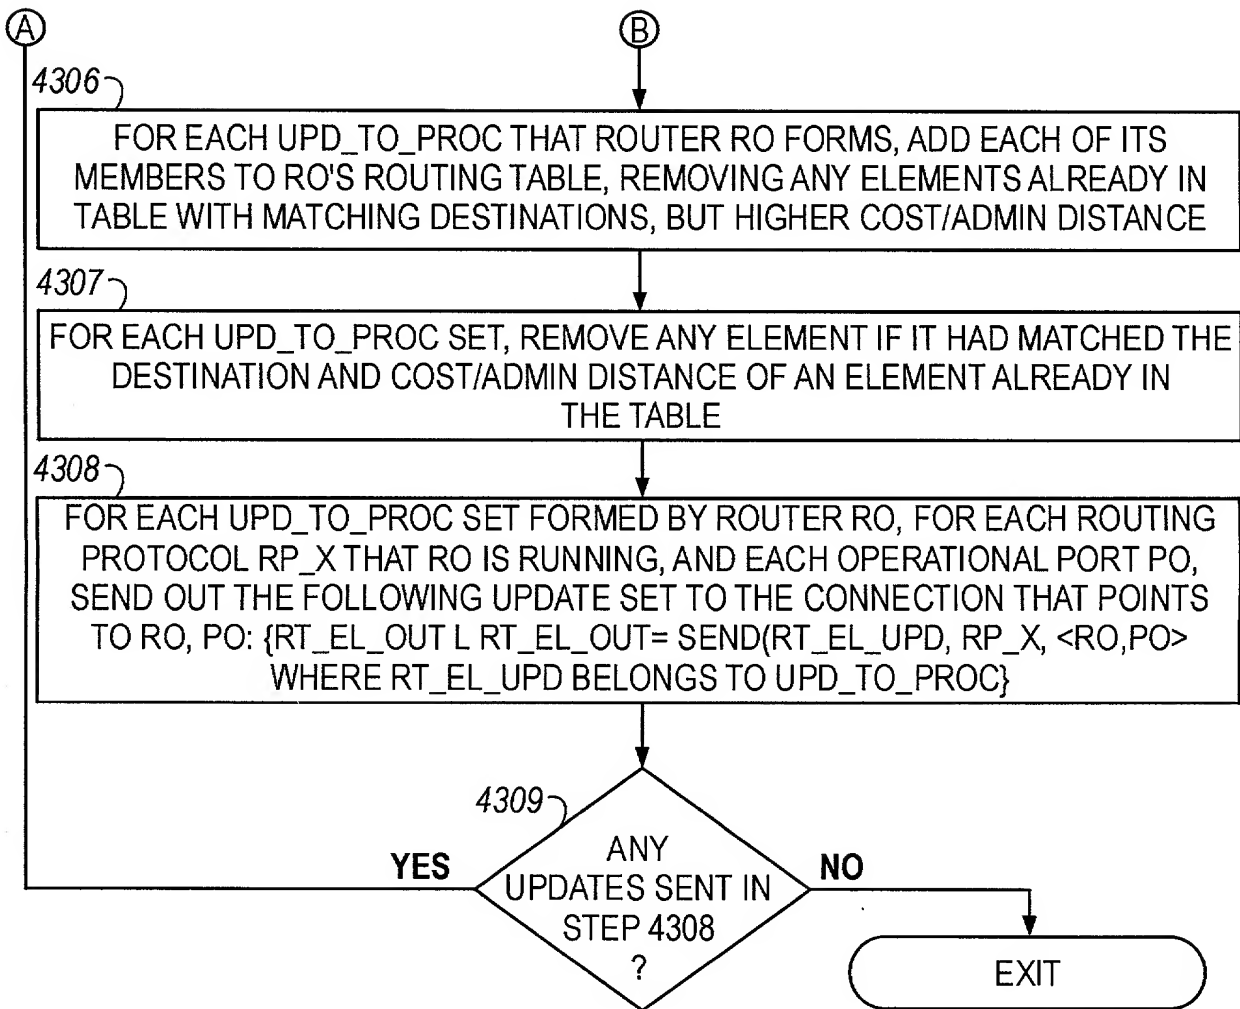 A
B
4306
FOR EACH UPD_TO_PROC THAT ROUTER RO FORMS, ADD EACH OF ITS
MEMBERS TO RO'S ROUTING TABLE, REMOVING ANY ELEMENTS ALREADY IN
TABLE WITH MATCHING DESTINATIONS, BUT HIGHER COST/ADMIN DISTANCE
4307
FOR EACH UPD_TO_PROC SET, REMOVE ANY ELEMENT IF IT HAD MATCHED THE
DESTINATION AND COST/ADMIN DISTANCE OF AN ELEMENT ALREADY IN
THE TABLE
4308
FOR EACH UPD_TO_PROC SET FORMED BY ROUTER RO, FOR EACH ROUTING
PROTOCOL RP_X THAT RO IS RUNNING, AND EACH OPERATIONAL PORT PO,
SEND OUT THE FOLLOWING UPDATE SET TO THE CONNECTION THAT POINTS
TO RO, PO: {RT_EL_OUT L RT_EL_OUT= SEND(RT_EL_UPD, RP_X, <RO,PO>
WHERE RT_EL_UPD BELONGS TO UPD_TO_PROC}
4309
ANY
UPDATES SENT IN
STEP 4308
?
YES
NO
EXIT